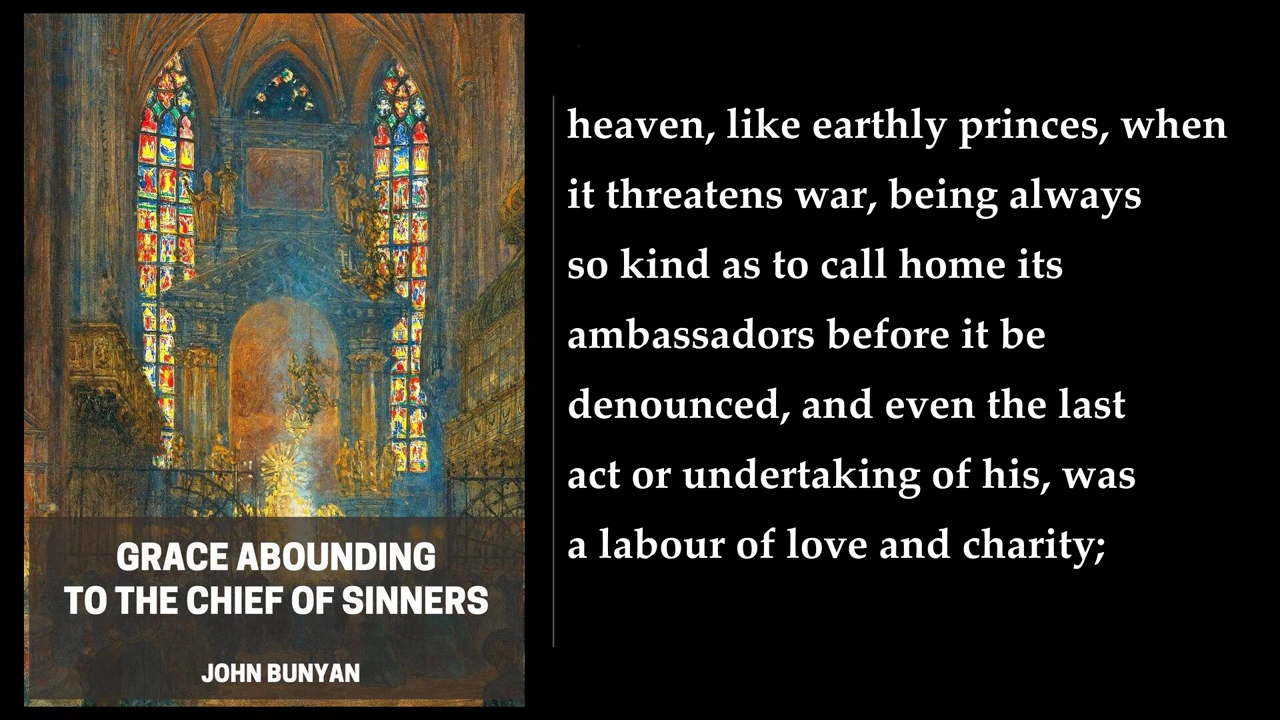 GRACE ABOUNDING
TO THE CHIEF OF SINNERS
JOHN BUNYAN
heaven, like earthly princes, when
it threatens war, being always
so kind as to call home its
ambassadors before it be
denounced, and even the last
act or undertaking of his, was
a labour of love and charity;